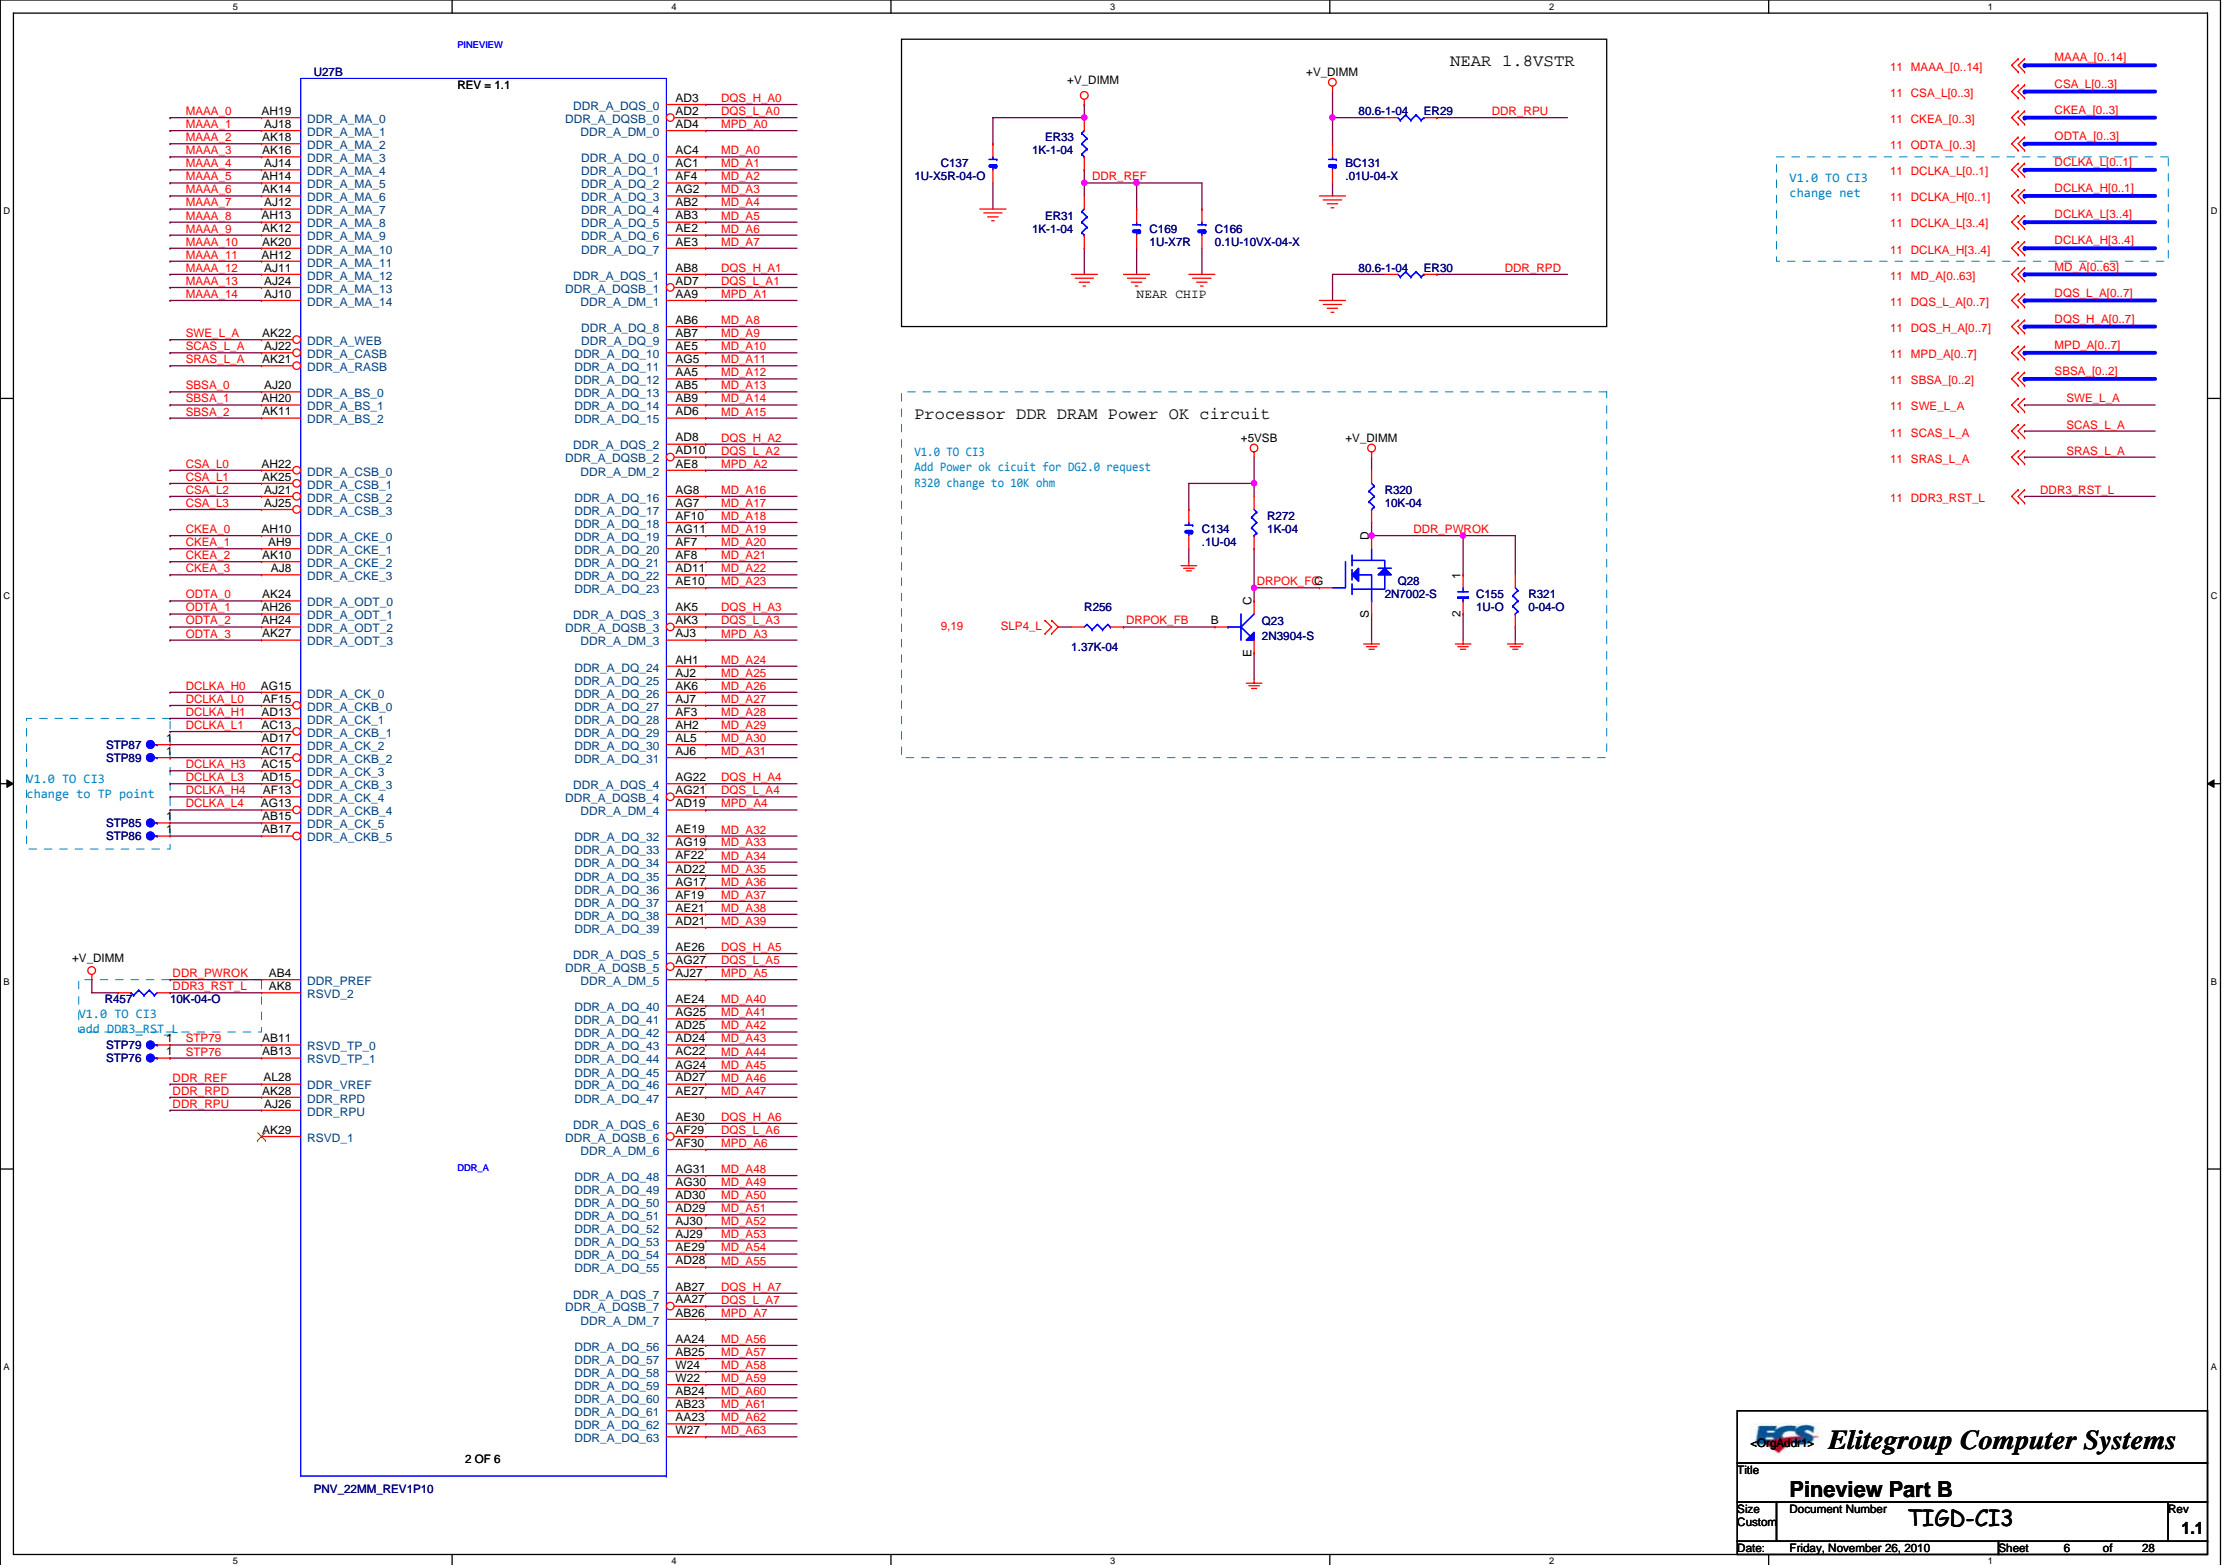 PINEVIEW
U27B
REV = 1.1
MAAA_0 AH19 DDR_A_MA_0
MAAA_1 AJ18 DDR_A_MA_1
MAAA_2 AK18 DDR_A_MA_2
MAAA_3 AK16 DDR_A_MA_3
MAAA_4 AJ14 DDR_A_MA_4
MAAA_5 AH14 DDR_A_MA_5
MAAA_6 AK14 DDR_A_MA_6
MAAA_7 AJ12 DDR_A_MA_7
MAAA_8 AH13 DDR_A_MA_8
MAAA_9 AK12 DDR_A_MA_9
MAAA_10 AK20 DDR_A_MA_10
MAAA_11 AH12 DDR_A_MA_11
MAAA_12 AJ11 DDR_A_MA_12
MAAA_13 AJ24 DDR_A_MA_13
MAAA_14 AJ10 DDR_A_MA_14
SWE_L_A AK22 DDR_A_WEB
SCAS_L_A AJ22 DDR_A_CASB
SRAS_L_A AK21 DDR_A_RASB
SBSA_0 AJ20 DDR_A_BS_0
SBSA_1 AH20 DDR_A_BS_1
SBSA_2 AK11 DDR_A_BS_2
CSA_L0 AH22 DDR_A_CSB_0
CSA_L1 AK25 DDR_A_CSB_1
CSA_L2 AJ21 DDR_A_CSB_2
CSA_L3 AJ25 DDR_A_CSB_3
CKEA_0 AH10 DDR_A_CKE_0
CKEA_1 AH9 DDR_A_CKE_1
CKEA_2 AK10 DDR_A_CKE_2
CKEA_3 AJ8 DDR_A_CKE_3
ODTA_0 AK24 DDR_A_ODT_0
ODTA_1 AH26 DDR_A_ODT_1
ODTA_2 AH24 DDR_A_ODT_2
ODTA_3 AK27 DDR_A_ODT_3
DCLKA_H0 AG15 DDR_A_CK_0
DCLKA_L0 AF15 DDR_A_CKB_0
DCLKA_H1 AD13 DDR_A_CK_1
DCLKA_L1 AC13 DDR_A_CKB_1
STP87 1 AD17 DDR_A_CK_2
STP89 1 AC17 DDR_A_CKB_2
DCLKA_H3 AC15 DDR_A_CK_3
DCLKA_L3 AD15 DDR_A_CKB_3
DCLKA_H4 AF13 DDR_A_CK_4
DCLKA_L4 AG13 DDR_A_CKB_4
STP85 1 AB15 DDR_A_CK_5
STP86 1 AB17 DDR_A_CKB_5
V1.0 TO CI3
change to TP point
+V_DIMM
DDR_PWROK AB4 DDR_PREF
DDR3_RST_L AK8 RSVD_2
R457 10K-04-O
V1.0 TO CI3
add DDR3_RST_L
STP79 1 STP79 AB11 RSVD_TP_0
STP76 1 STP76 AB13 RSVD_TP_1
DDR_REF AL28 DDR_VREF
DDR_RPD AK28 DDR_RPD
DDR_RPU AJ26 DDR_RPU
AK29 RSVD_1
DDR_A
2 OF 6
PNV_22MM_REV1P10
DDR_A_DQS_0 AD3 DQS_H_A0
DDR_A_DQSB_0 AD2 DQS_L_A0
DDR_A_DM_0 AD4 MPD_A0
DDR_A_DQ_0 AC4 MD_A0
DDR_A_DQ_1 AC1 MD_A1
DDR_A_DQ_2 AF4 MD_A2
DDR_A_DQ_3 AG2 MD_A3
DDR_A_DQ_4 AB2 MD_A4
DDR_A_DQ_5 AB3 MD_A5
DDR_A_DQ_6 AE2 MD_A6
DDR_A_DQ_7 AE3 MD_A7
DDR_A_DQS_1 AB8 DQS_H_A1
DDR_A_DQSB_1 AD7 DQS_L_A1
DDR_A_DM_1 AA9 MPD_A1
DDR_A_DQ_8 AB6 MD_A8
DDR_A_DQ_9 AB7 MD_A9
DDR_A_DQ_10 AE5 MD_A10
DDR_A_DQ_11 AG5 MD_A11
DDR_A_DQ_12 AA5 MD_A12
DDR_A_DQ_13 AB5 MD_A13
DDR_A_DQ_14 AB9 MD_A14
DDR_A_DQ_15 AD6 MD_A15
DDR_A_DQS_2 AD8 DQS_H_A2
DDR_A_DQSB_2 AD10 DQS_L_A2
DDR_A_DM_2 AE8 MPD_A2
DDR_A_DQ_16 AG8 MD_A16
DDR_A_DQ_17 AG7 MD_A17
DDR_A_DQ_18 AF10 MD_A18
DDR_A_DQ_19 AG11 MD_A19
DDR_A_DQ_20 AF7 MD_A20
DDR_A_DQ_21 AF8 MD_A21
DDR_A_DQ_22 AD11 MD_A22
DDR_A_DQ_23 AE10 MD_A23
DDR_A_DQS_3 AK5 DQS_H_A3
DDR_A_DQSB_3 AK3 DQS_L_A3
DDR_A_DM_3 AJ3 MPD_A3
DDR_A_DQ_24 AH1 MD_A24
DDR_A_DQ_25 AJ2 MD_A25
DDR_A_DQ_26 AK6 MD_A26
DDR_A_DQ_27 AJ7 MD_A27
DDR_A_DQ_28 AF3 MD_A28
DDR_A_DQ_29 AH2 MD_A29
DDR_A_DQ_30 AL5 MD_A30
DDR_A_DQ_31 AJ6 MD_A31
DDR_A_DQS_4 AG22 DQS_H_A4
DDR_A_DQSB_4 AG21 DQS_L_A4
DDR_A_DM_4 AD19 MPD_A4
DDR_A_DQ_32 AE19 MD_A32
DDR_A_DQ_33 AG19 MD_A33
DDR_A_DQ_34 AF22 MD_A34
DDR_A_DQ_35 AD22 MD_A35
DDR_A_DQ_36 AG17 MD_A36
DDR_A_DQ_37 AF19 MD_A37
DDR_A_DQ_38 AE21 MD_A38
DDR_A_DQ_39 AD21 MD_A39
DDR_A_DQS_5 AE26 DQS_H_A5
DDR_A_DQSB_5 AG27 DQS_L_A5
DDR_A_DM_5 AJ27 MPD_A5
DDR_A_DQ_40 AE24 MD_A40
DDR_A_DQ_41 AG25 MD_A41
DDR_A_DQ_42 AD25 MD_A42
DDR_A_DQ_43 AD24 MD_A43
DDR_A_DQ_44 AC22 MD_A44
DDR_A_DQ_45 AG24 MD_A45
DDR_A_DQ_46 AD27 MD_A46
DDR_A_DQ_47 AE27 MD_A47
DDR_A_DQS_6 AE30 DQS_H_A6
DDR_A_DQSB_6 AF29 DQS_L_A6
DDR_A_DM_6 AF30 MPD_A6
DDR_A_DQ_48 AG31 MD_A48
DDR_A_DQ_49 AG30 MD_A49
DDR_A_DQ_50 AD30 MD_A50
DDR_A_DQ_51 AD29 MD_A51
DDR_A_DQ_52 AJ30 MD_A52
DDR_A_DQ_53 AJ29 MD_A53
DDR_A_DQ_54 AE29 MD_A54
DDR_A_DQ_55 AD28 MD_A55
DDR_A_DQS_7 AB27 DQS_H_A7
DDR_A_DQSB_7 AA27 DQS_L_A7
DDR_A_DM_7 AB26 MPD_A7
DDR_A_DQ_56 AA24 MD_A56
DDR_A_DQ_57 AB25 MD_A57
DDR_A_DQ_58 W24 MD_A58
DDR_A_DQ_59 W22 MD_A59
DDR_A_DQ_60 AB24 MD_A60
DDR_A_DQ_61 AB23 MD_A61
DDR_A_DQ_62 AA23 MD_A62
DDR_A_DQ_63 W27 MD_A63
NEAR 1.8VSTR
+V_DIMM
ER33
1K-1-04
C137
1U-X5R-04-O
DDR_REF
ER31
1K-1-04
C169
1U-X7R
C166
0.1U-10VX-04-X
NEAR CHIP
+V_DIMM
80.6-1-04 ER29 DDR_RPU
BC131
.01U-04-X
80.6-1-04 ER30 DDR_RPD
Processor DDR DRAM Power OK circuit
V1.0 TO CI3
Add Power ok cicuit for DG2.0 request
R320 change to 10K ohm
+5VSB
+V_DIMM
R320
10K-04
C134
.1U-04
R272
1K-04
D
DDR_PWROK
DRPOK_FC
G
Q28
2N7002-S
S
1
C155
1U-O
2
R321
0-04-O
9,19 SLP4_L
R256
1.37K-04
DRPOK_FB
B
C
Q23
2N3904-S
E
11 MAAA_[0..14] MAAA_[0..14]
11 CSA_L[0..3] CSA_L[0..3]
11 CKEA_[0..3] CKEA_[0..3]
11 ODTA_[0..3] ODTA_[0..3]
V1.0 TO CI3
change net
11 DCLKA_L[0..1] DCLKA_L[0..1]
11 DCLKA_H[0..1] DCLKA_H[0..1]
11 DCLKA_L[3..4] DCLKA_L[3..4]
11 DCLKA_H[3..4] DCLKA_H[3..4]
11 MD_A[0..63] MD_A[0..63]
11 DQS_L_A[0..7] DQS_L_A[0..7]
11 DQS_H_A[0..7] DQS_H_A[0..7]
11 MPD_A[0..7] MPD_A[0..7]
11 SBSA_[0..2] SBSA_[0..2]
11 SWE_L_A SWE_L_A
11 SCAS_L_A SCAS_L_A
11 SRAS_L_A SRAS_L_A
11 DDR3_RST_L DDR3_RST_L
ECS
<OrgAddr1>
Elitegroup Computer Systems
Title
Pineview Part B
Size
Custom
Document Number
TIGD-CI3
Rev
1.1
Date: Friday, November 26, 2010 Sheet 6 of 28
5 4 3 2 1
D C B A
D C B A
5 4 3 2 1